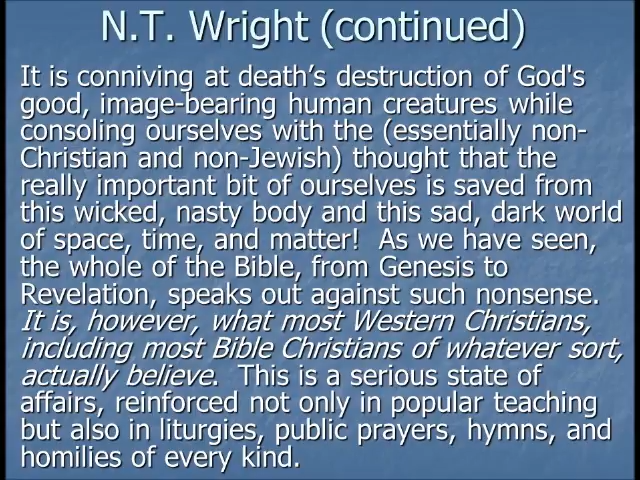 N.T. Wright (continued)
It is conniving at death’s destruction of God's
good, image-bearing human creatures while
consoling ourselves with the (essentially non-
Christian and non-Jewish) thought that the
really important bit of ourselves is saved from
this wicked, nasty body and this sad, dark world
of space, time, and matter!  As we have seen,
the whole of the Bible, from Genesis to
Revelation, speaks out against such nonsense.
It is, however, what most Western Christians,
including most Bible Christians of whatever sort,
actually believe.  This is a serious state of
affairs, reinforced not only in popular teaching
but also in liturgies, public prayers, hymns, and
homilies of every kind.